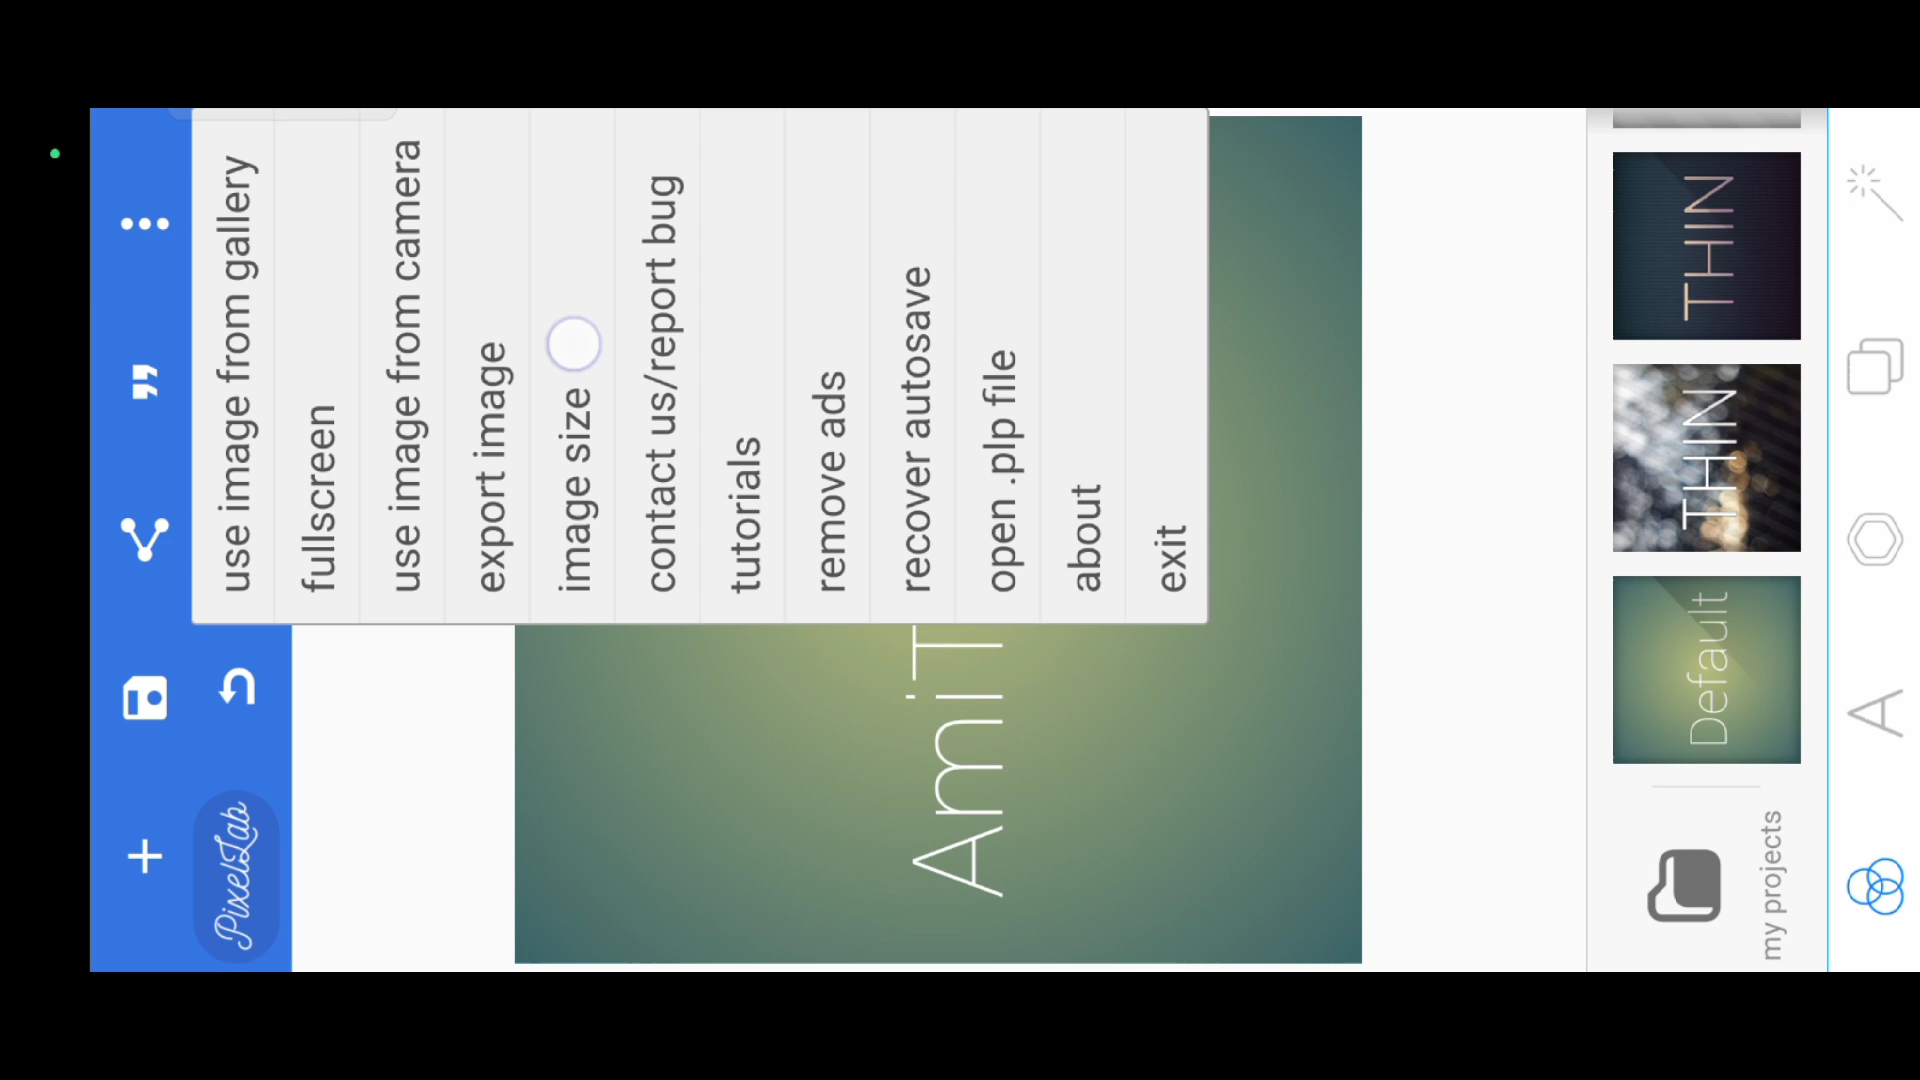 ”
PixelLab
use image from gallery
fullscreen
use image from camera
export image
image size
contact us/report bug
tutorials
remove ads
recover autosave
open .plp file
about
exit
AmiT
my projects
Default
THIN
THIN
A